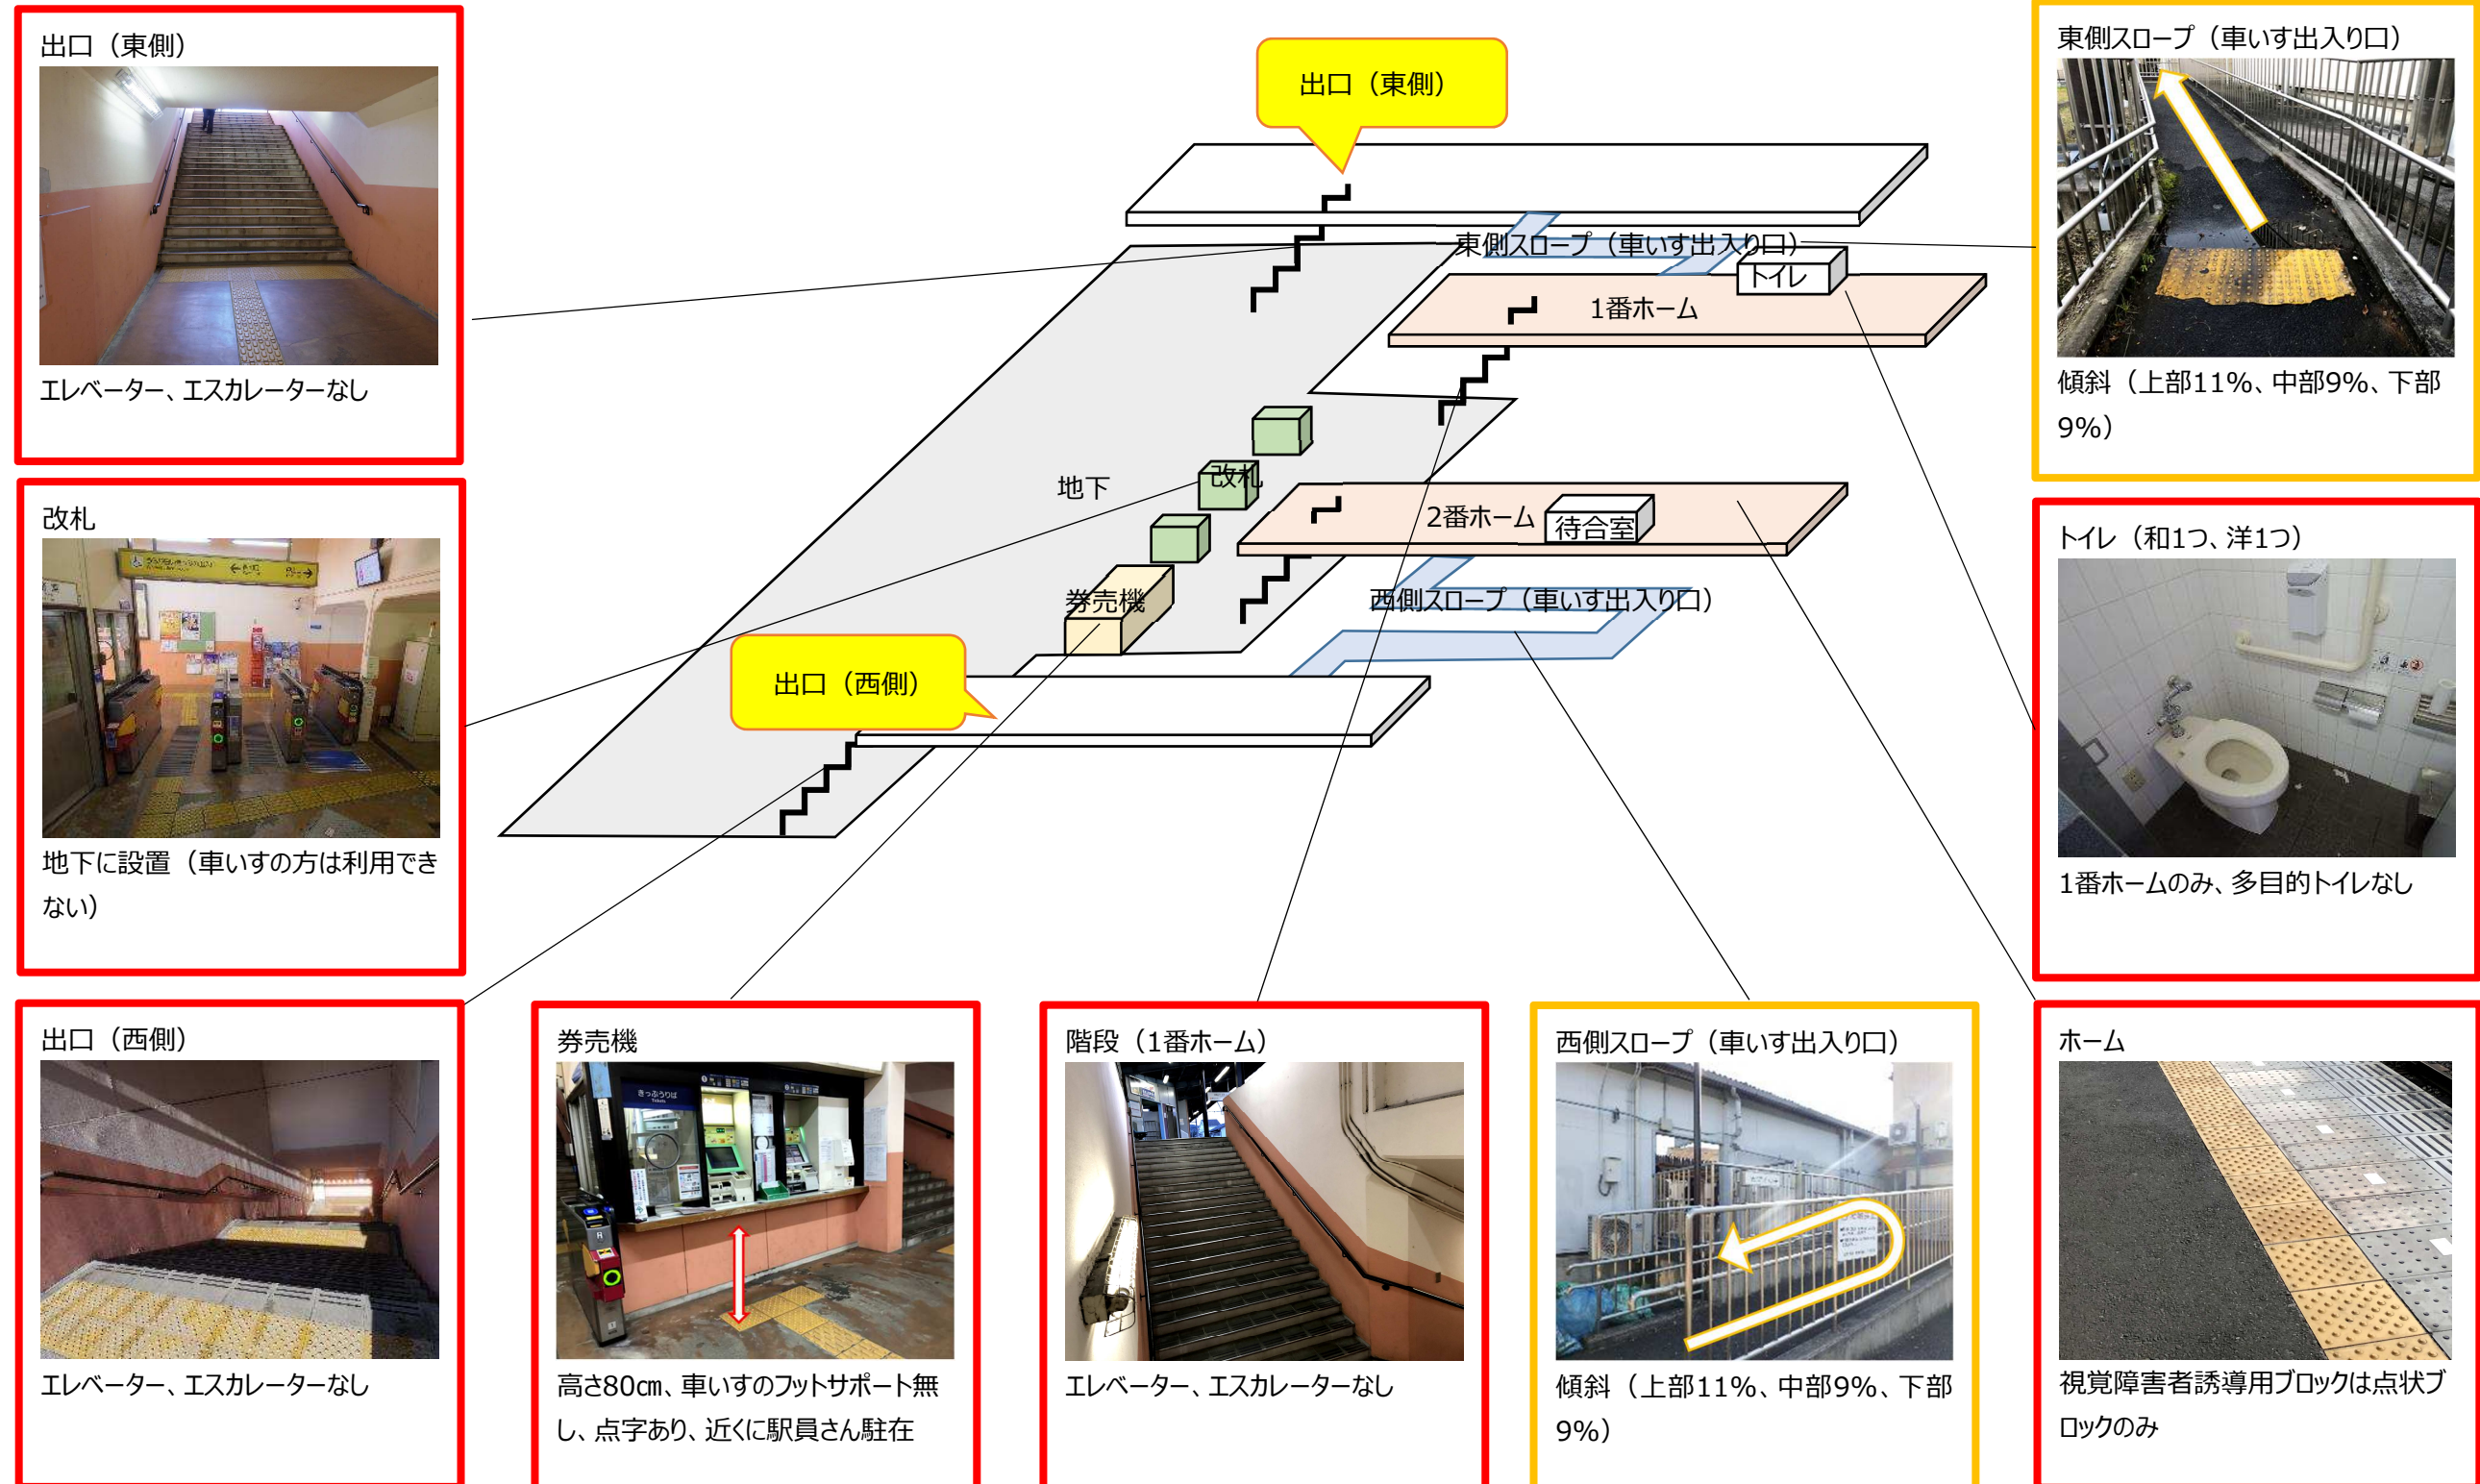 出口（東側）
エレベーター、エスカレーターなし
出口（東側）
東側スロープ（車いす出入り口）
傾斜（上部11%、中部9%、下部
9%）
東側スロープ（車いす出入り口）
トイレ
1番ホーム
地下
改札
2番ホーム
待合室
券売機
西側スロープ（車いす出入り口）
出口（西側）
改札
地下に設置（車いすの方は利用でき
ない）
トイレ（和1つ、洋1つ）
1番ホームのみ、多目的トイレなし
出口（西側）
エレベーター、エスカレーターなし
券売機
きっぷうりば
Tickets
高さ80㎝、車いすのフットサポート無
し、点字あり、近くに駅員さん駐在
階段（1番ホーム）
エレベーター、エスカレーターなし
西側スロープ（車いす出入り口）
傾斜（上部11%、中部9%、下部
9%）
ホーム
視覚障害者誘導用ブロックは点状ブ
ロックのみ